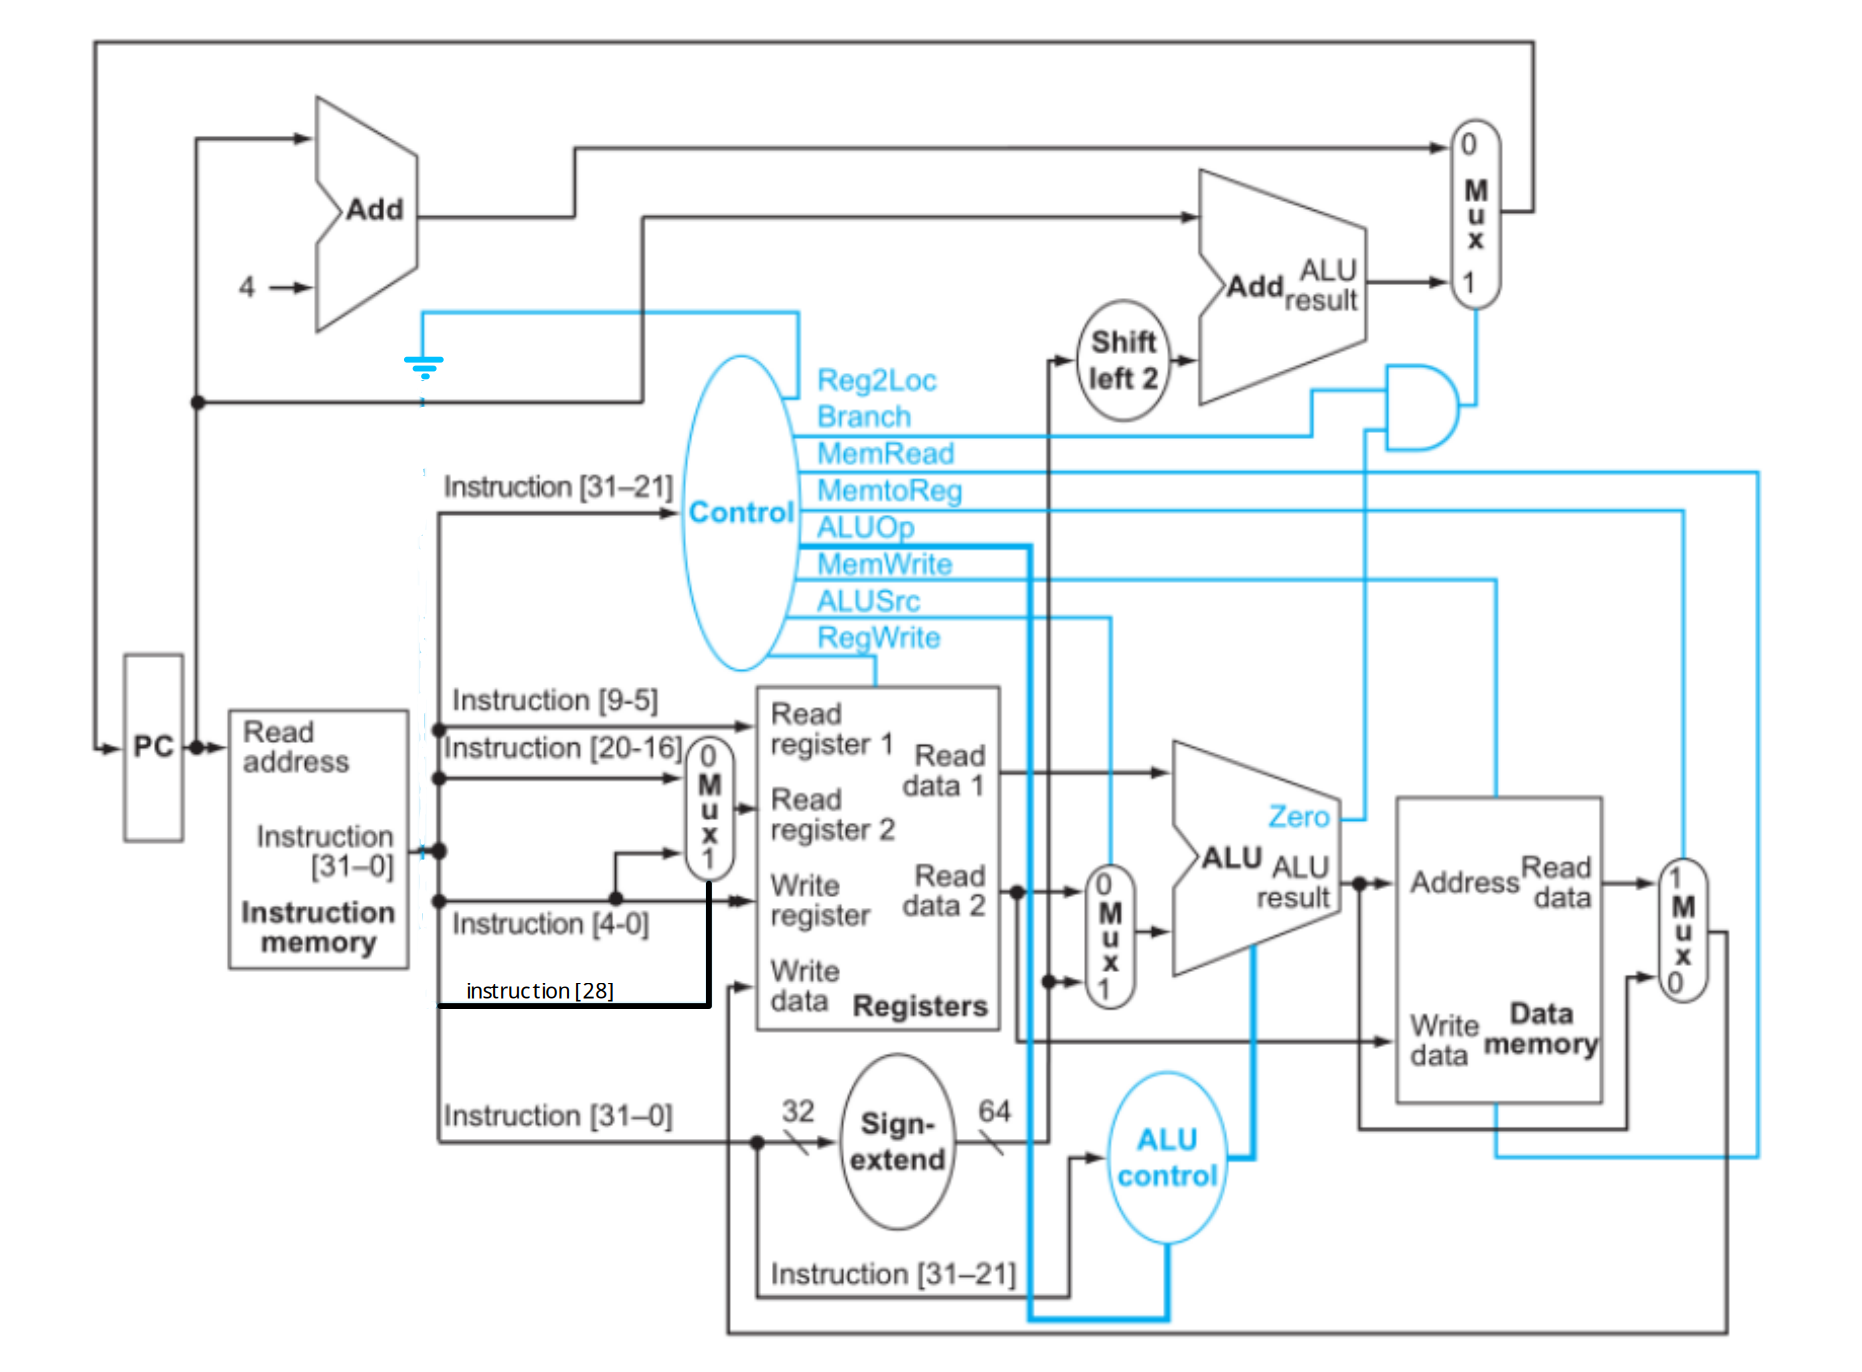 0
M
u
x
1
Add
4
Add
ALU
result
Shift
left 2
Reg2Loc
Branch
MemRead
MemtoReg
ALUOp
MemWrite
ALUSrc
RegWrite
Control
Instruction [31–21]
PC
Read
address
Instruction
[31–0]
Instruction
memory
Instruction [9-5]
Instruction [20-16]
0
M
u
x
1
Instruction [4-0]
instruction [28]
Read
register 1
Read
data 1
Read
register 2
Write
register
Read
data 2
Write
data
Registers
0
M
u
x
1
Zero
ALU
ALU
result
Address
Read
data
Write
data
Data
memory
1
M
u
x
0
Instruction [31–0]
32
Sign-
extend
64
ALU
control
Instruction [31–21]